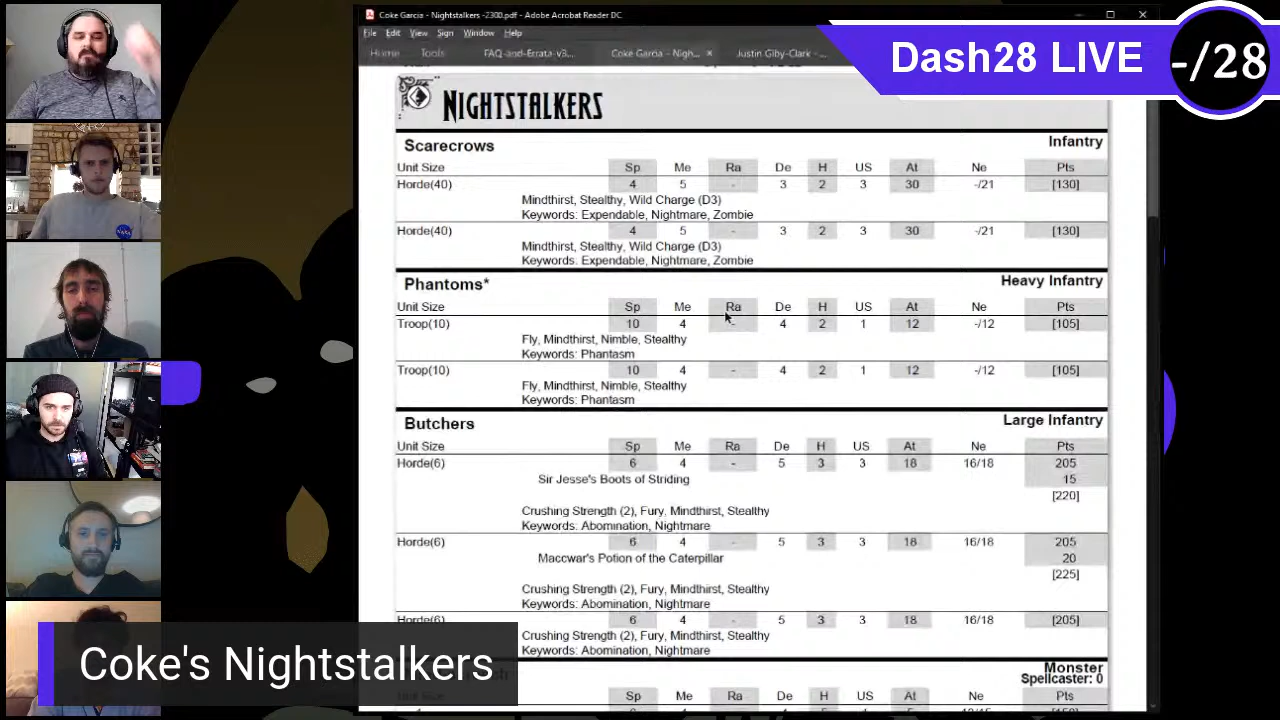 Coke Garcia - Nightstalkers -2300.pdf - Adobe Acrobat Reader DC
File Edit View Sign Window Help
Home Tools FAQ-and-Errata-v3... Coke Garcia - Nigh... × Justin Giby-Clark - ...
Dash28 LIVE -/28
NIGHTSTALKERS
Scarecrows Infantry
Unit Size Sp Me Ra De H US At Ne Pts
Horde(40) 4 5 - 3 2 3 30 -/21 [130]
Mindthirst, Stealthy, Wild Charge (D3)
Keywords: Expendable, Nightmare, Zombie
Horde(40) 4 5 - 3 2 3 30 -/21 [130]
Mindthirst, Stealthy, Wild Charge (D3)
Keywords: Expendable, Nightmare, Zombie
Phantoms* Heavy Infantry
Unit Size Sp Me Ra De H US At Ne Pts
Troop(10) 10 4 - 4 2 1 12 -/12 [105]
Fly, Mindthirst, Nimble, Stealthy
Keywords: Phantasm
Troop(10) 10 4 - 4 2 1 12 -/12 [105]
Fly, Mindthirst, Nimble, Stealthy
Keywords: Phantasm
Butchers Large Infantry
Unit Size Sp Me Ra De H US At Ne Pts
Horde(6) 6 4 - 5 3 3 18 16/18 205
Sir Jesse's Boots of Striding 15
[220]
Crushing Strength (2), Fury, Mindthirst, Stealthy
Keywords: Abomination, Nightmare
Horde(6) 6 4 - 5 3 3 18 16/18 205
Maccwar's Potion of the Caterpillar 20
[225]
Crushing Strength (2), Fury, Mindthirst, Stealthy
Keywords: Abomination, Nightmare
Horde(6) 6 4 - 5 3 3 18 16/18 [205]
Crushing Strength (2), Fury, Mindthirst, Stealthy
Keywords: Abomination, Nightmare
Monster
Spellcaster: 0
Sp Me Ra De H US At Ne Pts
Coke's Nightstalkers